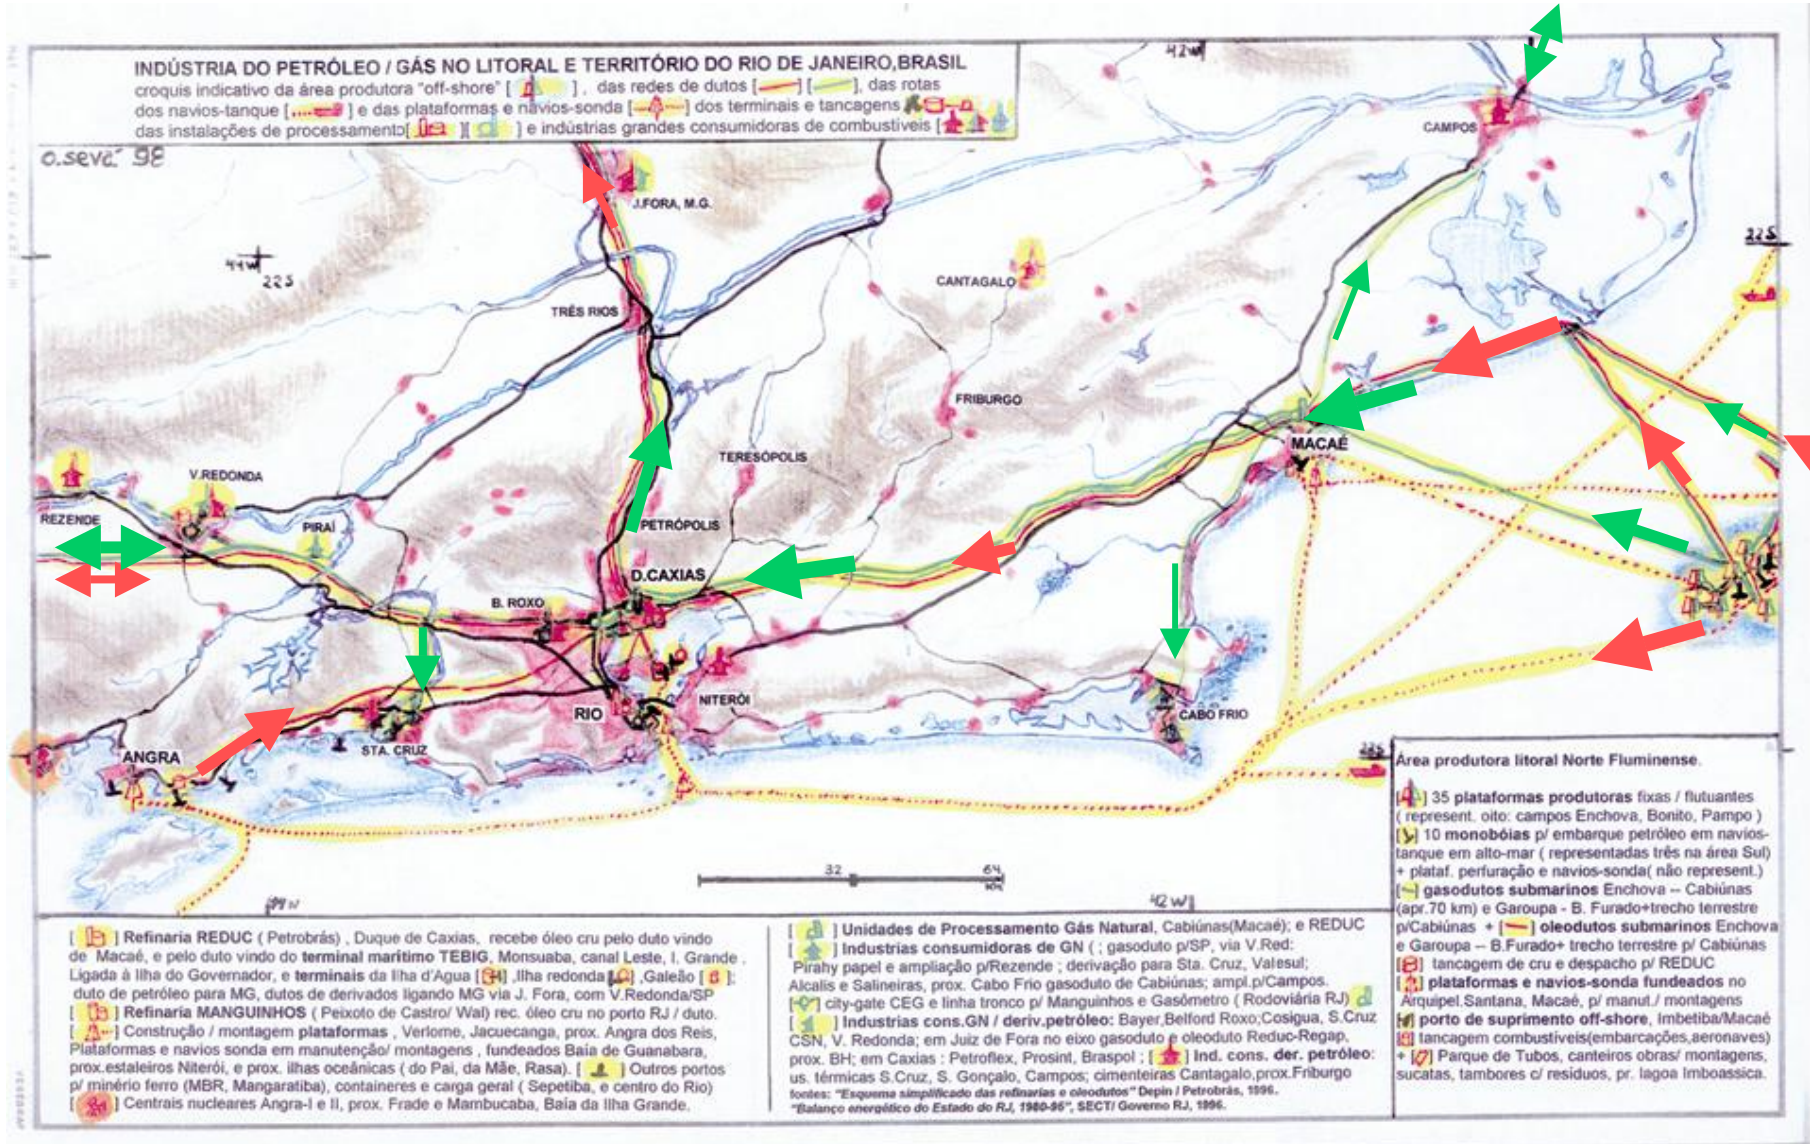 INDÚSTRIA DO PETRÓLEO / GÁS NO LITORAL E TERRITÓRIO DO RIO DE JANEIRO,BRASIL
croquis indicativo da área produtora "off-shore" [ ] , das redes de dutos [ ] [ ], das rotas
dos navios-tanque [ ] e das plataformas e navios-sonda [ ] dos terminais e tancagens
das instalações de processamento[ ][ ] e indústrias grandes consumidoras de combustíveis [
o.seva 98
42W
CAMPOS
J.FORA, M.G.
22S
44W
22S
CANTAGALO
TRÊS RIOS
FRIBURGO
MACAÉ
TERESÓPOLIS
V.REDONDA
REZENDE
PIRAÍ
PETRÓPOLIS
D.CAXIAS
B. ROXO
NITERÓI
RIO
CABO FRIO
STA. CRUZ
ANGRA
32
64
42W
Área produtora litoral Norte Fluminense.
[ ] 35 plataformas produtoras fixas / flutuantes
( represent. oito: campos Enchova, Bonito, Pampo )
[ ] 10 monobóias p/ embarque petróleo em navios-
tanque em alto-mar ( representadas três na área Sul)
+ plataf. perfuração e navios-sonda( não represent.)
[ ] gasodutos submarinos Enchova – Cabiúnas
(apr.70 km) e Garoupa - B. Furado+trecho terrestre
p/Cabiúnas + [ ] oleodutos submarinos Enchova
e Garoupa – B.Furado+ trecho terrestre p/ Cabiúnas
[ ] tancagem de cru e despacho p/ REDUC
[ ] plataformas e navios-sonda fundeados no
Arquipel.Santana, Macaé, p/ manut./ montagens
[ ] porto de suprimento off-shore, Imbetiba/Macaé
[ ] tancagem combustíveis(embarcações,aeronaves)
+ [ ] Parque de Tubos, canteiros obras/ montagens,
sucatas, tambores c/ resíduos, pr. lagoa Imboassica.
[ ] Refinaria REDUC ( Petrobrás) , Duque de Caxias, recebe óleo cru pelo duto vindo
de Macaé, e pelo duto vindo do terminal marítimo TEBIG, Monsuaba, canal Leste, I. Grande .
Ligada à Ilha do Governador, e terminais da Ilha d'Agua [ ] ,Ilha redonda [ ] ,Galeão [ ];
duto de petróleo para MG, dutos de derivados ligando MG via J. Fora, com V.Redonda/SP
[ ] Refinaria MANGUINHOS ( Peixoto de Castro/ Wal) rec. óleo cru no porto RJ / duto.
[ ] Construção / montagem plataformas , Verlome, Jacuecanga, prox. Angra dos Reis,
Plataformas e navios sonda em manutenção/ montagens , fundeados Baía de Guanabara,
prox.estaleiros Niterói, e prox. ilhas oceânicas ( do Pai, da Mãe, Rasa). [ ] Outros portos
p/ minério ferro (MBR, Mangaratiba), containeres e carga geral ( Sepetiba, e centro do Rio)
[ ] Centrais nucleares Angra-I e II, prox. Frade e Mambucaba, Baía da Ilha Grande.
[ ] Unidades de Processamento Gás Natural, Cabiúnas(Macaé); e REDUC
[ ] Industrias consumidoras de GN ( ; gasoduto p/SP, via V.Red:
Pirahy papel e ampliação p/Rezende ; derivação para Sta. Cruz, Valesul;
Alcalis e Salineiras, prox. Cabo Frio gasoduto de Cabiúnas; ampl.p/Campos.
[ ] city-gate CEG e linha tronco p/ Manguinhos e Gasômetro ( Rodoviária RJ)
[ ] Industrias cons.GN / deriv.petróleo: Bayer,Belford Roxo;Cosigua, S.Cruz
CSN, V. Redonda; em Juiz de Fora no eixo gasoduto e oleoduto Reduc-Regap,
prox. BH; em Caxias : Petroflex, Prosint, Braspol ; [ ] Ind. cons. der. petróleo:
us. térmicas S.Cruz, S. Gonçalo, Campos; cimenteiras Cantagalo,prox.Friburgo
fontes: "Esquema simplificado das refinarias e oleodutos" Depin / Petrobrás, 1996.
"Balanço energético do Estado do RJ, 1980-95", SECT/ Governo RJ, 1996.